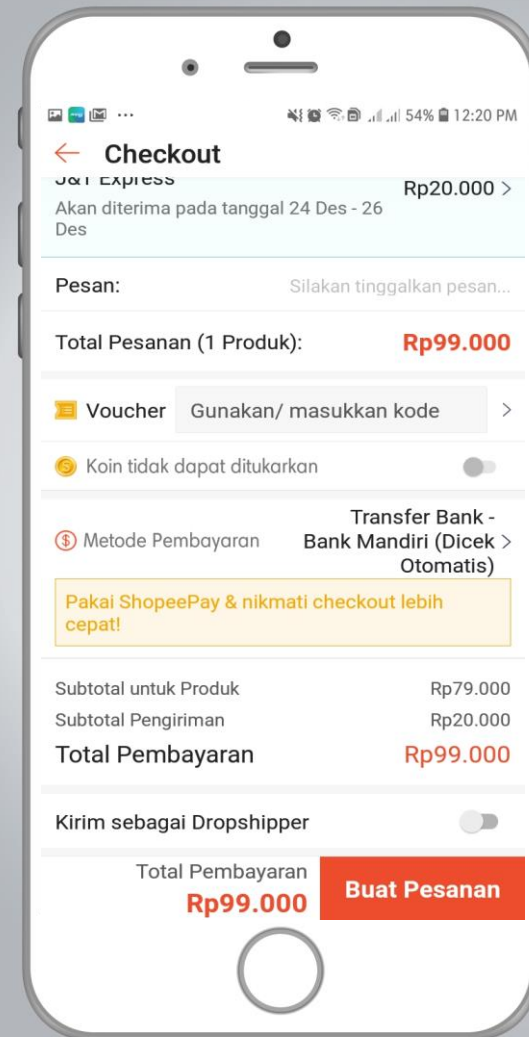 54% 12:20 PM
Checkout
J&T Express
Rp20.000 >
Akan diterima pada tanggal 24 Des - 26
Des
Pesan: Silakan tinggalkan pesan...
Total Pesanan (1 Produk): Rp99.000
Voucher Gunakan/ masukkan kode >
Koin tidak dapat ditukarkan
Metode Pembayaran
Transfer Bank -
Bank Mandiri (Dicek >
Otomatis)
Pakai ShopeePay & nikmati checkout lebih
cepat!
Subtotal untuk Produk Rp79.000
Subtotal Pengiriman Rp20.000
Total Pembayaran Rp99.000
Kirim sebagai Dropshipper
Total Pembayaran
Rp99.000
Buat Pesanan